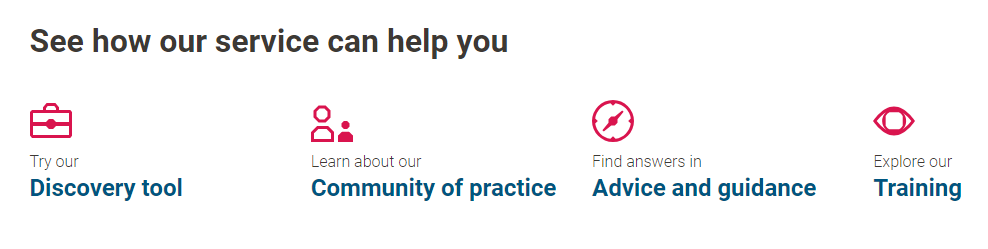 See how our service can help you
Try our
Discovery tool
Learn about our
Community of practice
Find answers in
Advice and guidance
Explore our
Training